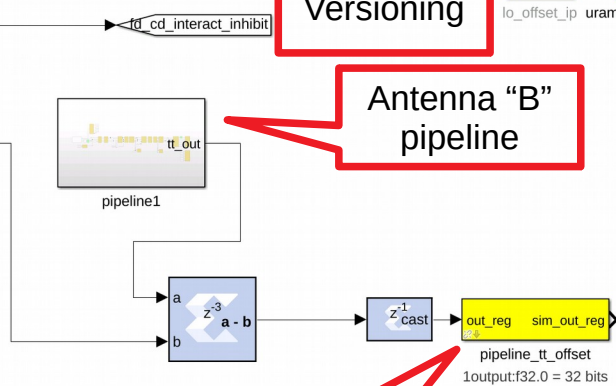 Versioning
lo_offset_ip uram
fd_cd_interact_inhibit
Antenna “B”
pipeline
tt_out
pipeline1
a
z-3
a - b
b
z-1
cast
out_reg sim_out_reg
pipeline_tt_offset
1output:f32.0 = 32 bits